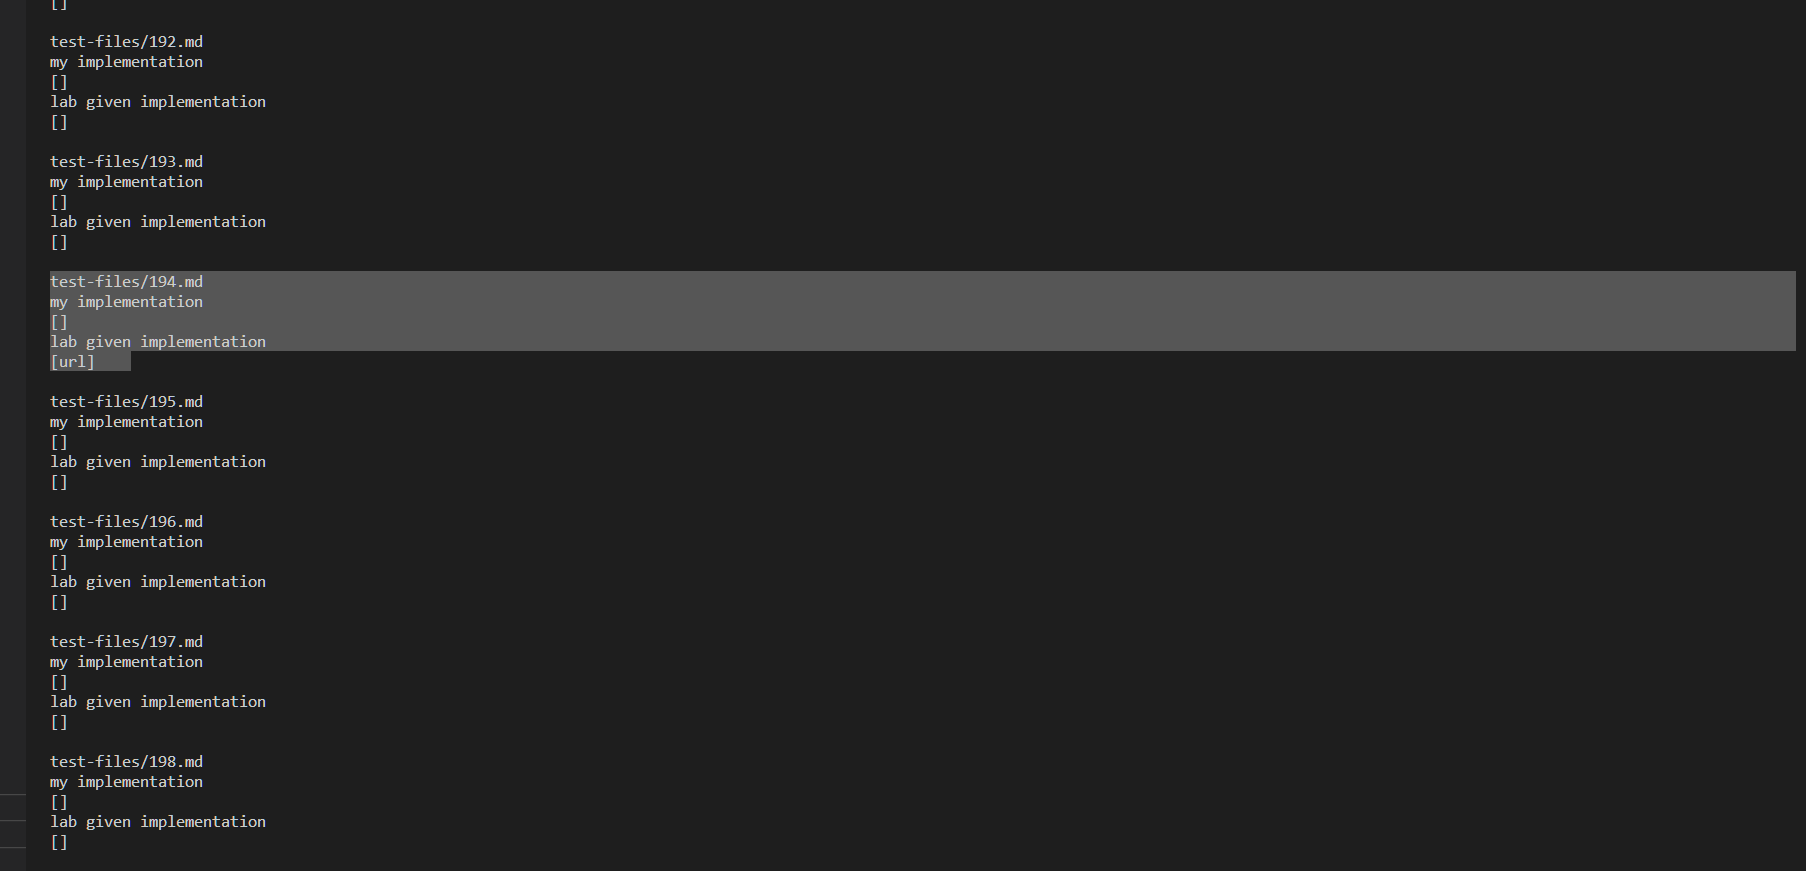 []
test-files/192.md
my implementation
[]
lab given implementation
[]
test-files/193.md
my implementation
[]
lab given implementation
[]
test-files/194.md
my implementation
[]
lab given implementation
[url]
test-files/195.md
my implementation
[]
lab given implementation
[]
test-files/196.md
my implementation
[]
lab given implementation
[]
test-files/197.md
my implementation
[]
lab given implementation
[]
test-files/198.md
my implementation
[]
lab given implementation
[]